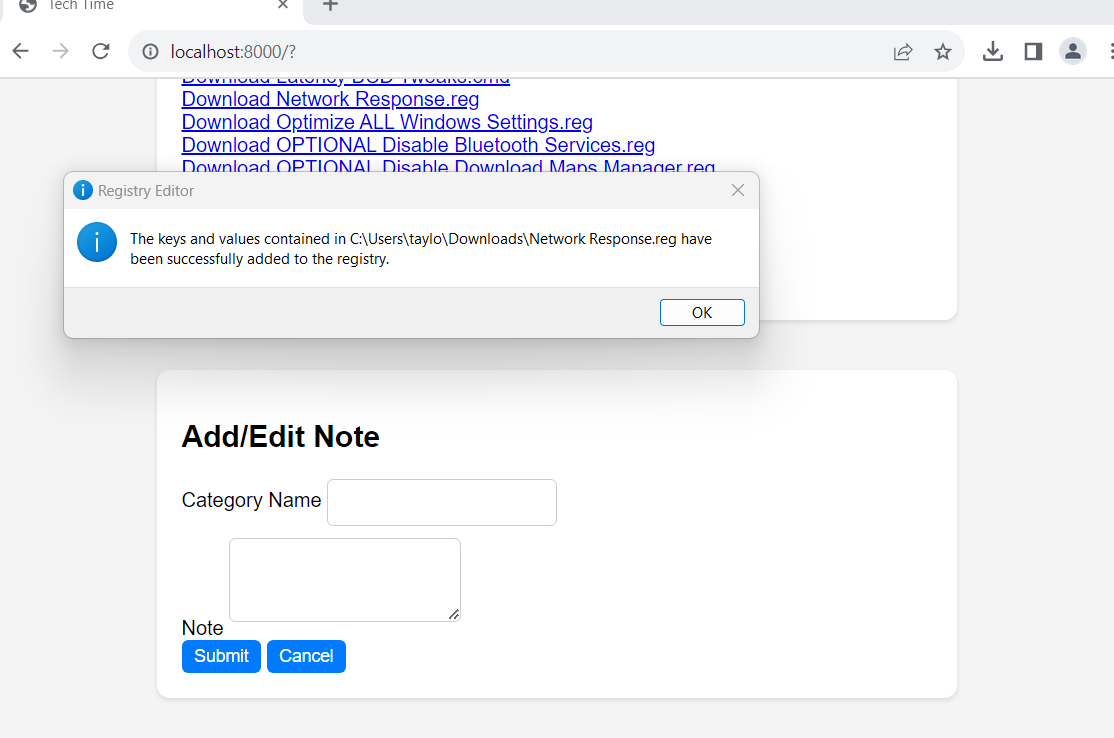 Tech Time
localhost:8000/?
Download Latency BCD Tweaks.cmd
Download Network Response.reg
Download Optimize ALL Windows Settings.reg
Download OPTIONAL Disable Bluetooth Services.reg
Download OPTIONAL Disable Download Maps Manager.reg
Registry Editor
The keys and values contained in C:\Users\taylo\Downloads\Network Response.reg have
been successfully added to the registry.
OK
Add/Edit Note
Category Name
Note
Submit Cancel